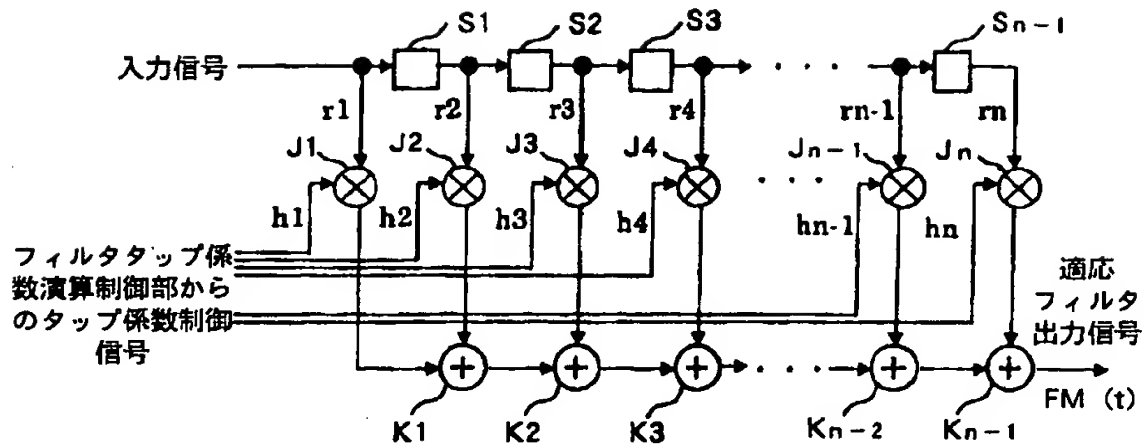 S1 S2 S3 Sn-1
入力信号
r1 r2 r3 r4 rn-1 rn
J1 J2 J3 J4 Jn-1 Jn
h1 h2 h3 h4 hn-1 hn
フィルタタップ係
数演算制御部から
のタップ係数制御
信号
適応
フィルタ
出力信号
FM (t)
K1 K2 K3 Kn-2 Kn-1